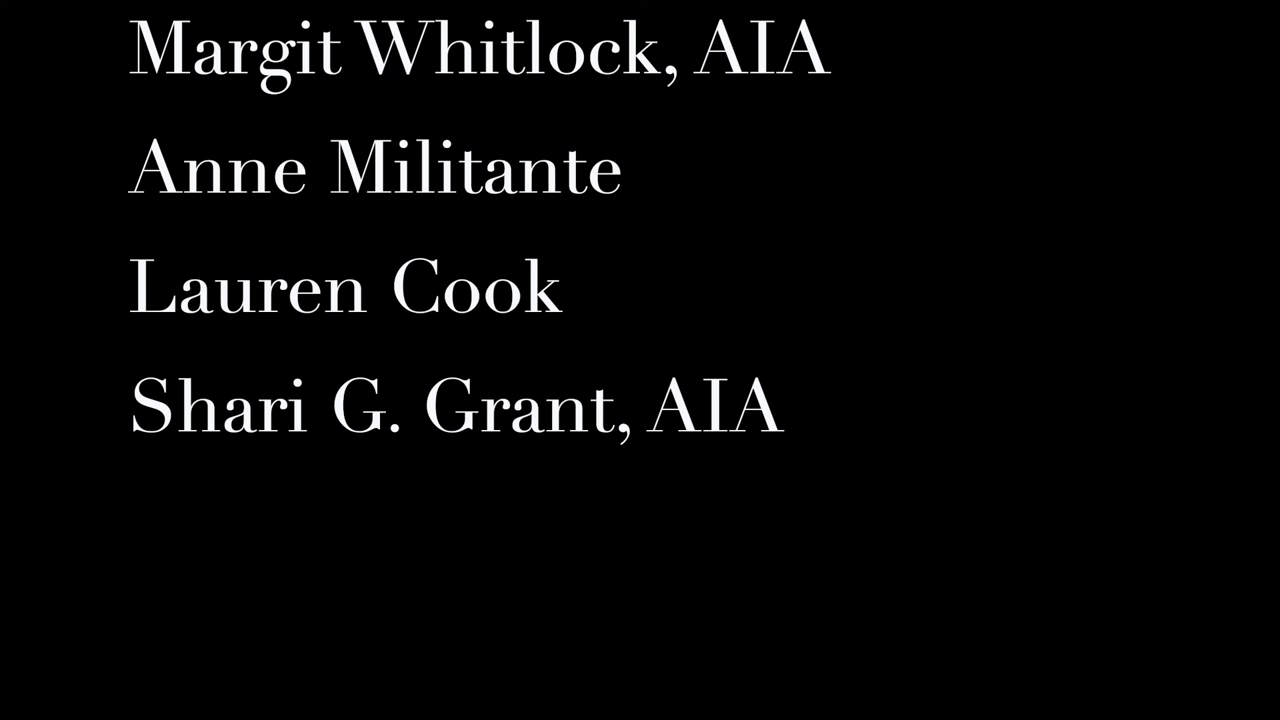 Margit Whitlock, AIA
Anne Militante
Lauren Cook
Shari G. Grant, AIA